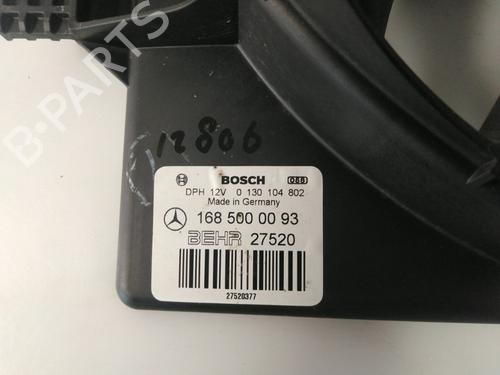 B-PARTS
12806
BOSCH
DPH 12V 0 130 104 802
Made in Germany
168 500 00 93
BEHR 27520
27520377